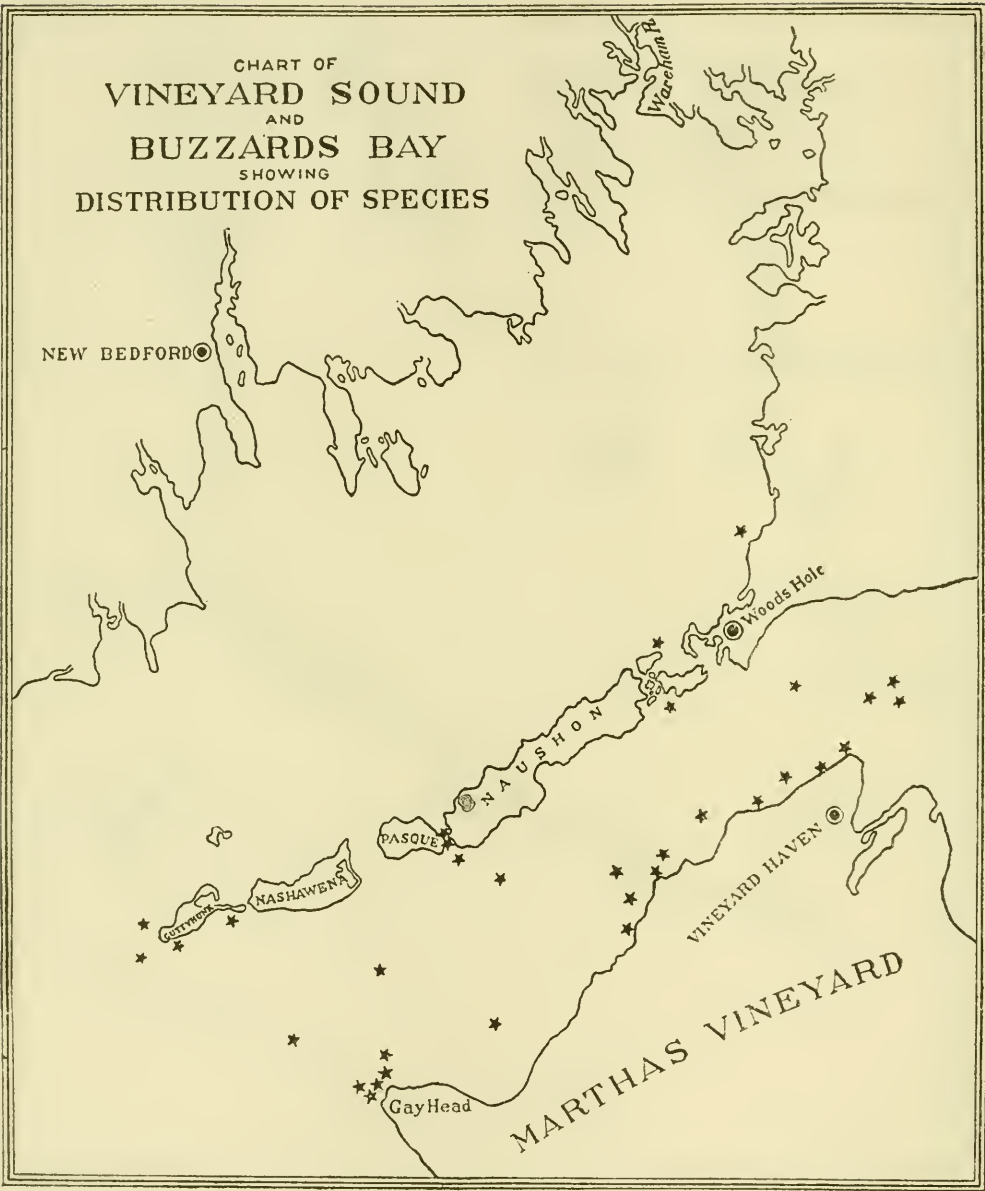 CHART OF
VINEYARD SOUND
AND
BUZZARDS BAY
SHOWING
DISTRIBUTION OF SPECIES
Wareham R.
NEW BEDFORD
Woods Hole
NAUSHON
PASQUE
NASHAWENA
CUTTYHUNK
VINEYARD HAVEN
MARTHAS VINEYARD
Gay Head